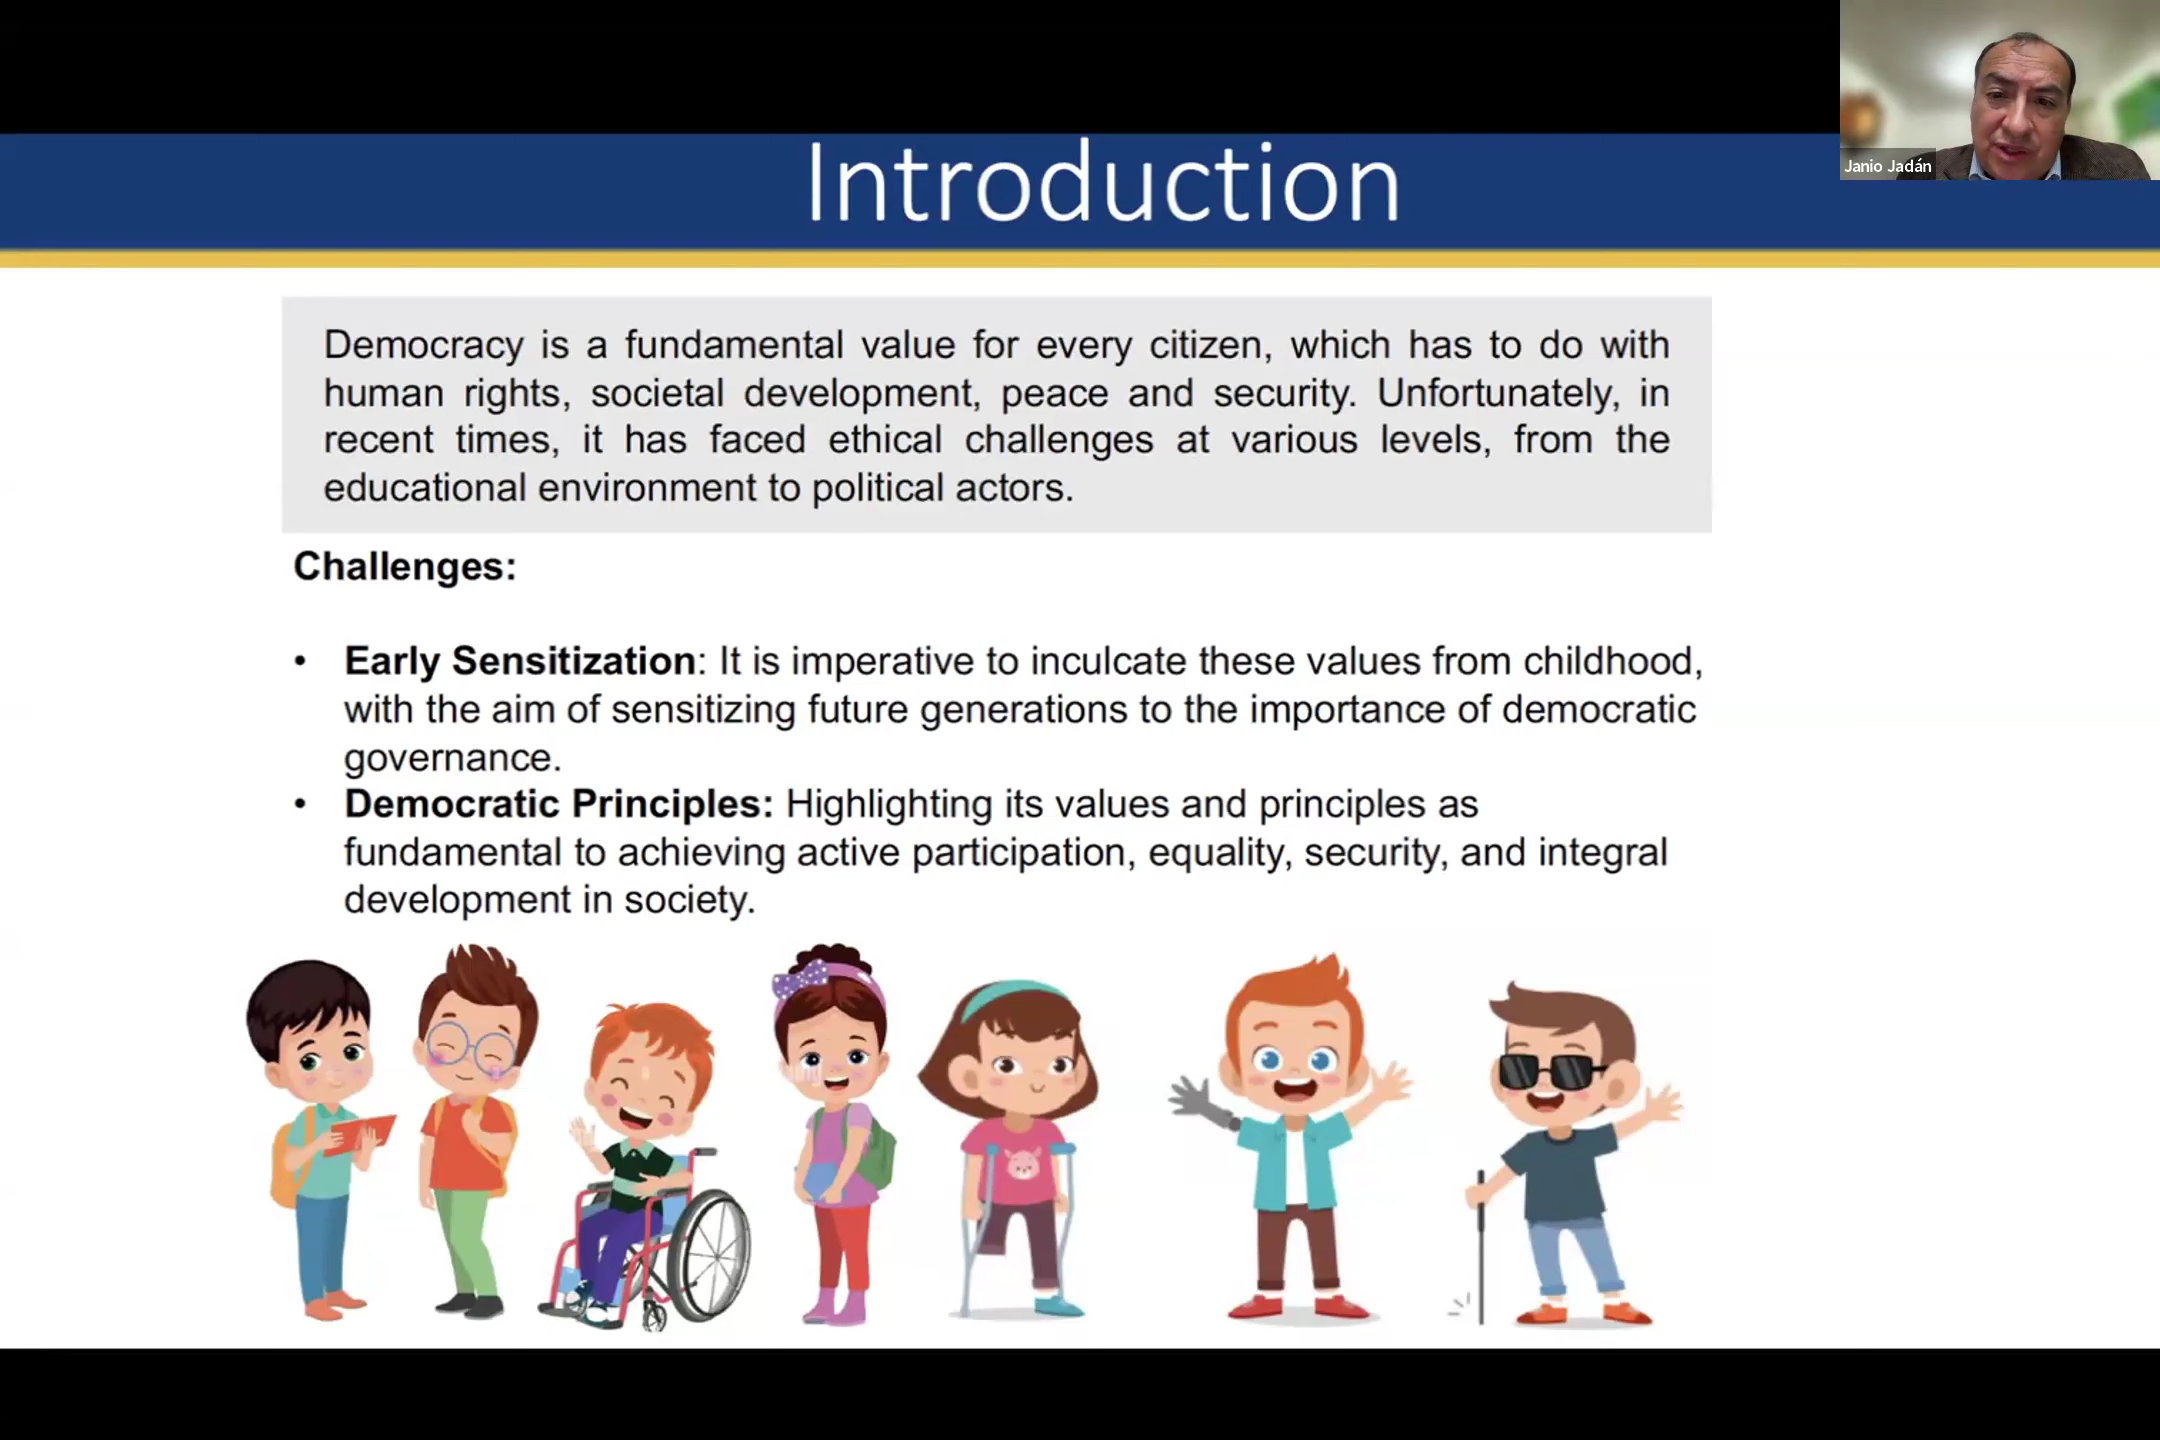 Introduction
Janio Jadán
Democracy is a fundamental value for every citizen, which has to do with
human rights, societal development, peace and security. Unfortunately, in
recent times, it has faced ethical challenges at various levels, from the
educational environment to political actors.
Challenges:
• Early Sensitization: It is imperative to inculcate these values from childhood,
with the aim of sensitizing future generations to the importance of democratic
governance.
• Democratic Principles: Highlighting its values and principles as
fundamental to achieving active participation, equality, security, and integral
development in society.